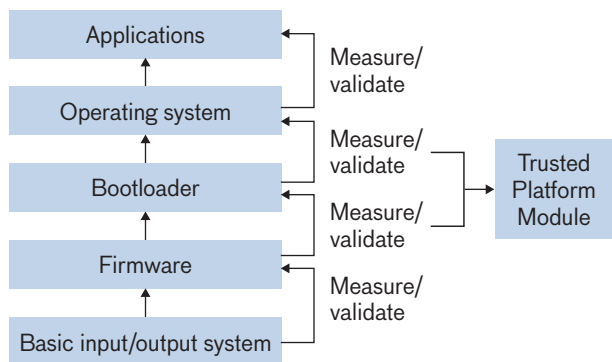 Applications
Measure/
validate
Operating system
Measure/
validate
Trusted
Platform
Module
Bootloader
Measure/
validate
Firmware
Measure/
validate
Basic input/output system